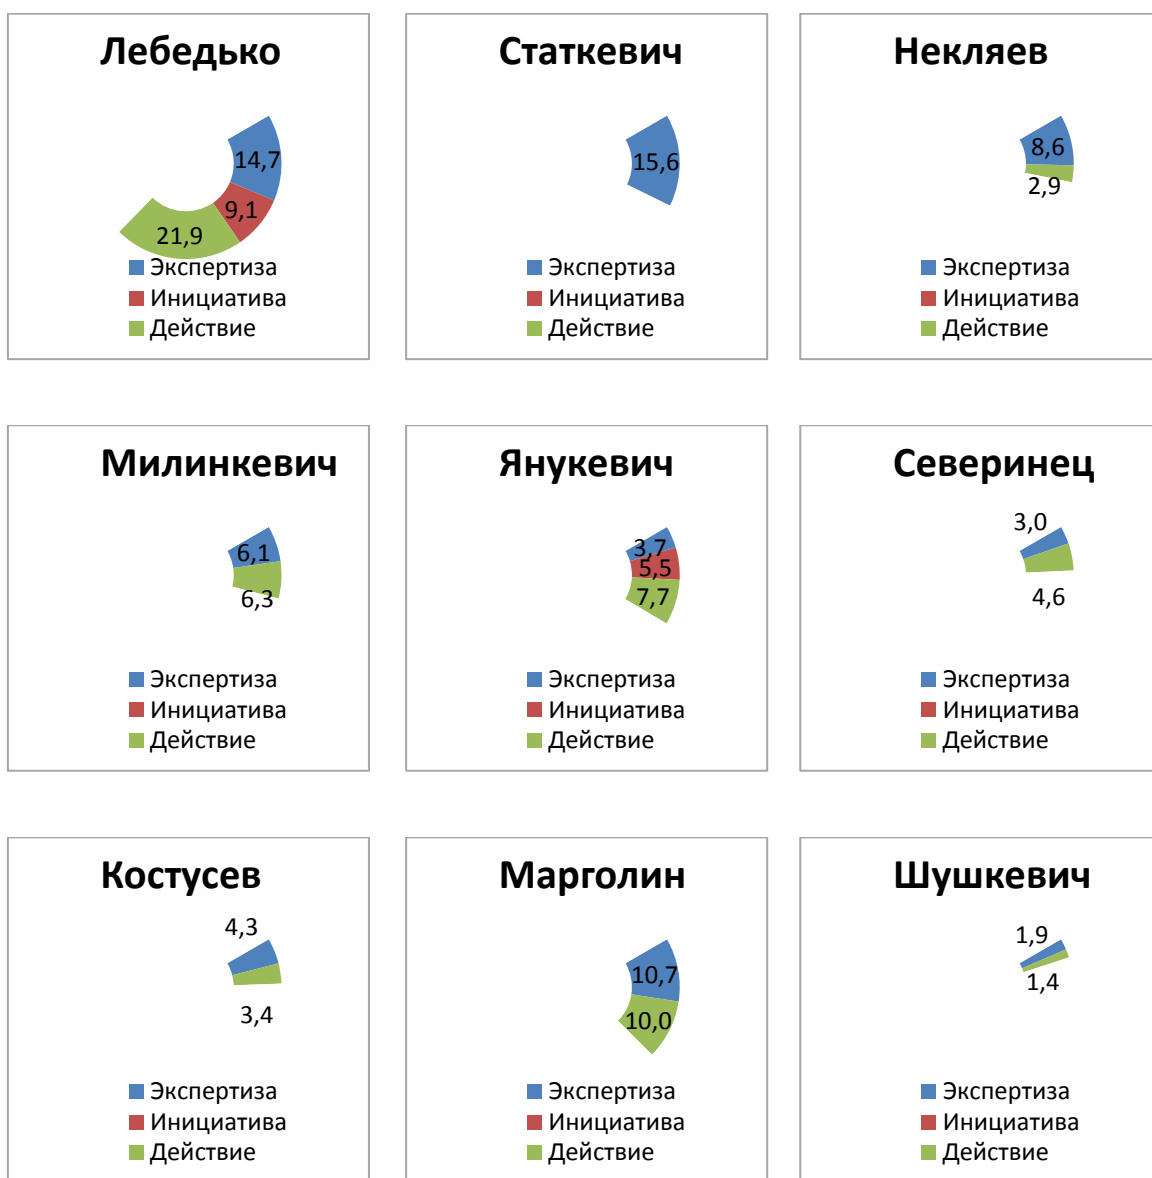 Лебедько
14,7
9,1
21,9
Экспертиза
Инициатива
Действие
Статкевич
15,6
Экспертиза
Инициатива
Действие
Некляев
8,6
2,9
Экспертиза
Инициатива
Действие
Милинкевич
6,1
6,3
Экспертиза
Инициатива
Действие
Янукевич
3,7
5,5
7,7
Экспертиза
Инициатива
Действие
Северинец
3,0
4,6
Экспертиза
Инициатива
Действие
Костусев
4,3
3,4
Экспертиза
Инициатива
Действие
Марголин
10,7
10,0
Экспертиза
Инициатива
Действие
Шушкевич
1,9
1,4
Экспертиза
Инициатива
Действие